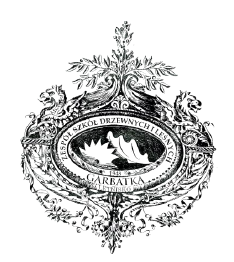 ZESPÓŁ SZKÓŁ DRZEWNYCH I LEŚNYCH
GARBATKA